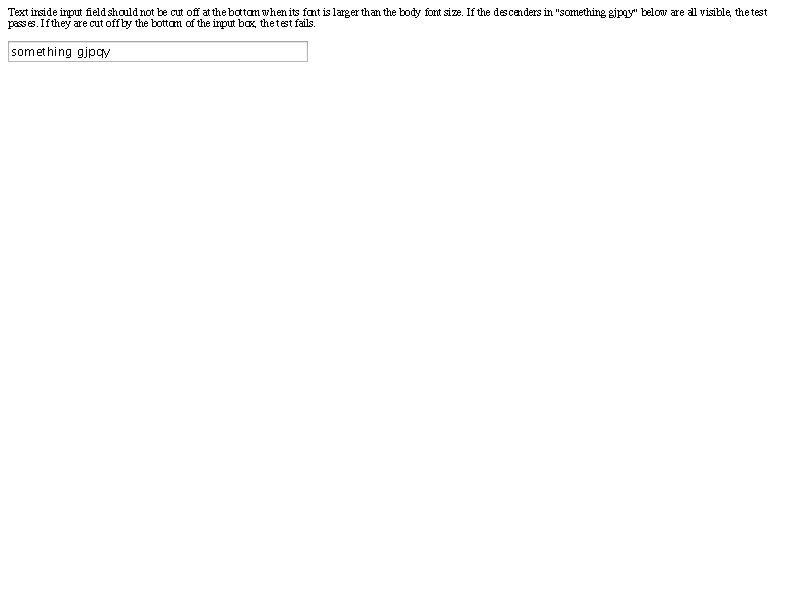 Text inside input field should not be cut off at the bottom when its font is larger than the body font size. If the descenders in "something gjpqy" below are all visible, the test
passes. If they are cut off by the bottom of the input box, the test fails.
something gjpqy